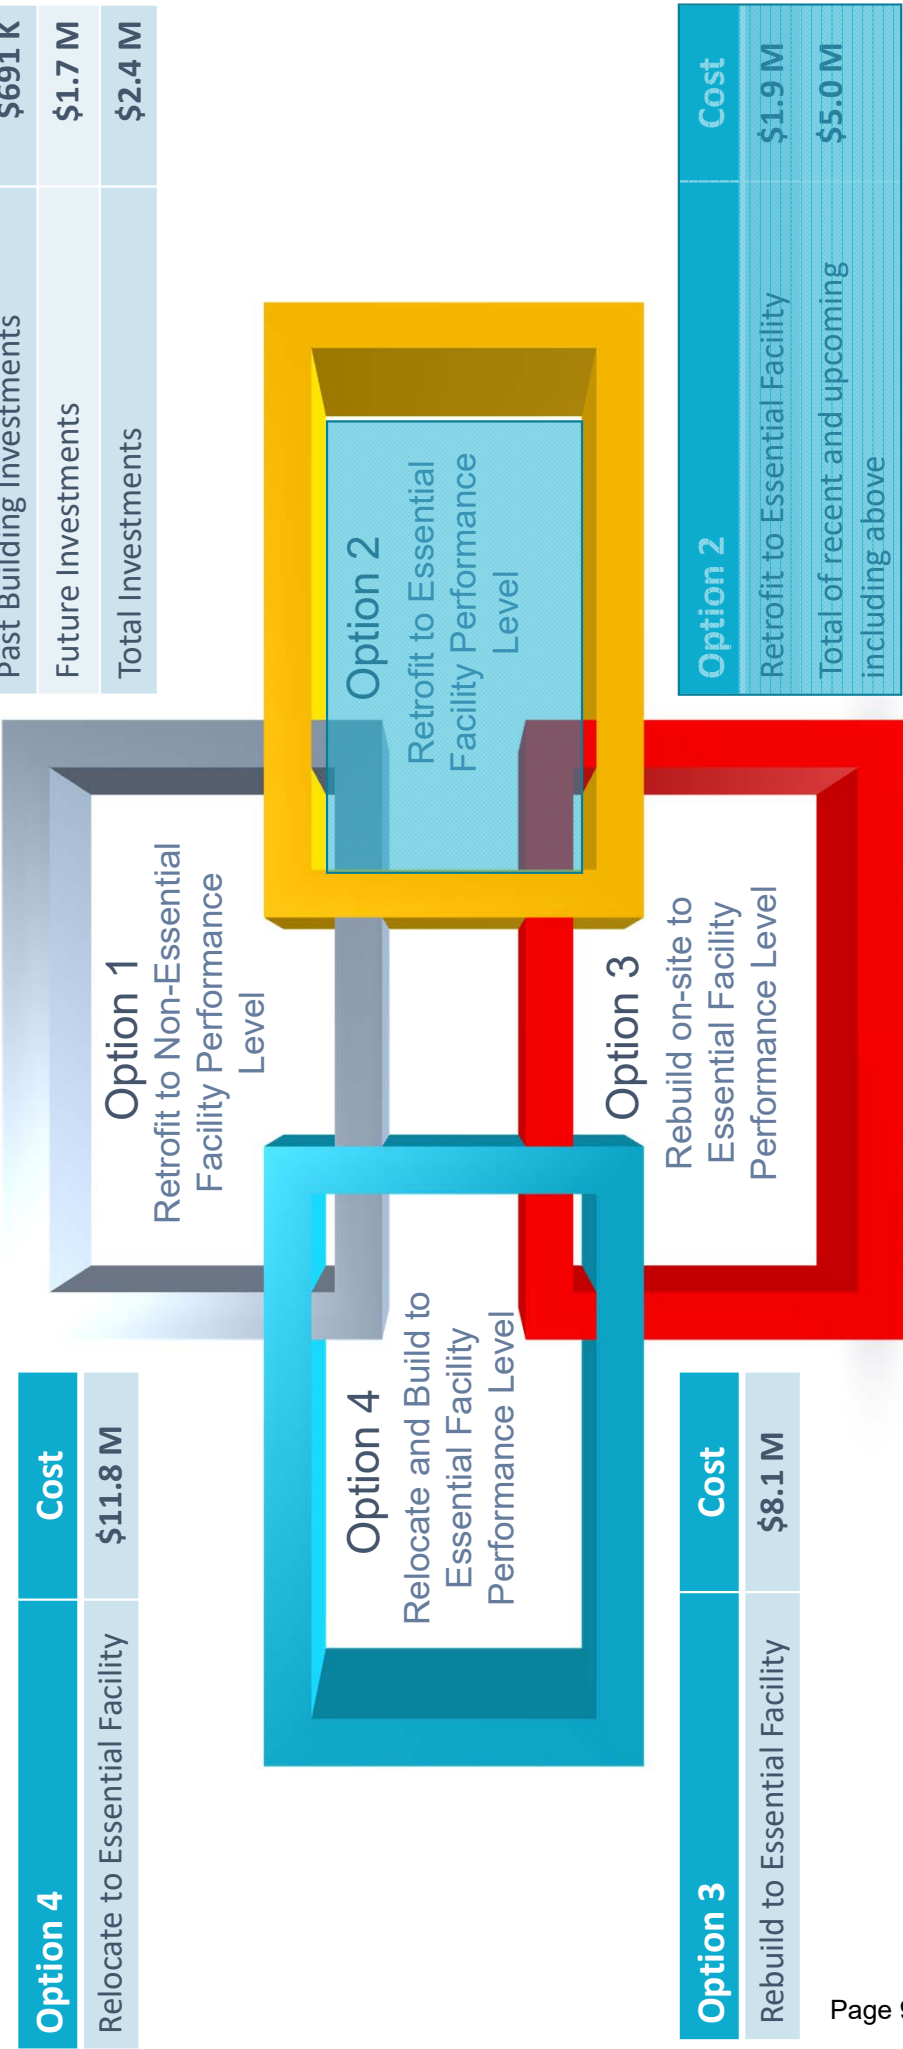 Option 4 Cost
Relocate to Essential Facility $11.8 M
Past Building Investments $691 K
Future Investments $1.7 M
Total Investments $2.4 M
Option 1
Retrofit to Non-Essential
Facility Performance
Level
Option 4
Relocate and Build to
Essential Facility
Performance Level
Option 2
Retrofit to Essential
Facility Performance
Level
Option 3
Rebuild on-site to
Essential Facility
Performance Level
Option 3 Cost
Rebuild to Essential Facility $8.1 M
Option 2 Cost
Retrofit to Essential Facility $1.9 M
Total of recent and upcoming $5.0 M
including above
Page